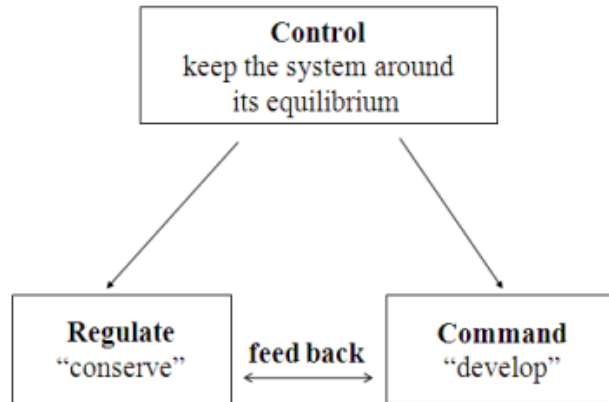 Control
keep the system around
its equilibrium
Regulate
“conserve”
feed back
Command
“develop”